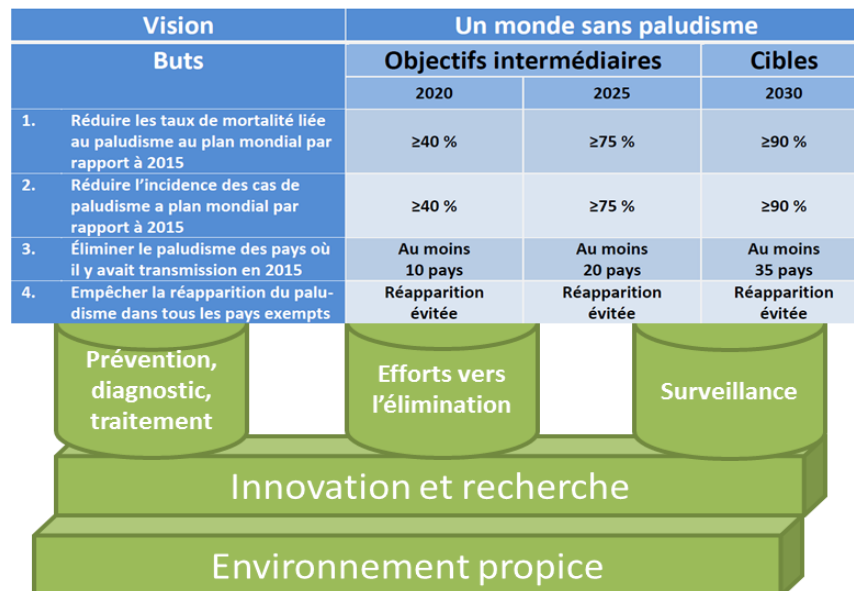 Vision
Un monde sans paludisme
Buts
Objectifs intermédiaires
Cibles
2020
2025
2030
1. Réduire les taux de mortalité liée
au paludisme au plan mondial par
rapport à 2015
≥40 %
≥75 %
≥90 %
2. Réduire l’incidence des cas de
paludisme a plan mondial par
rapport à 2015
≥40 %
≥75 %
≥90 %
3. Éliminer le paludisme des pays où
il y avait transmission en 2015
Au moins
10 pays
Au moins
20 pays
Au moins
35 pays
4. Empêcher la réapparition du palu-
disme dans tous les pays exempts
Réapparition
évitée
Réapparition
évitée
Réapparition
évitée
Prévention,
diagnostic,
traitement
Efforts vers
l’élimination
Surveillance
Innovation et recherche
Environnement propice